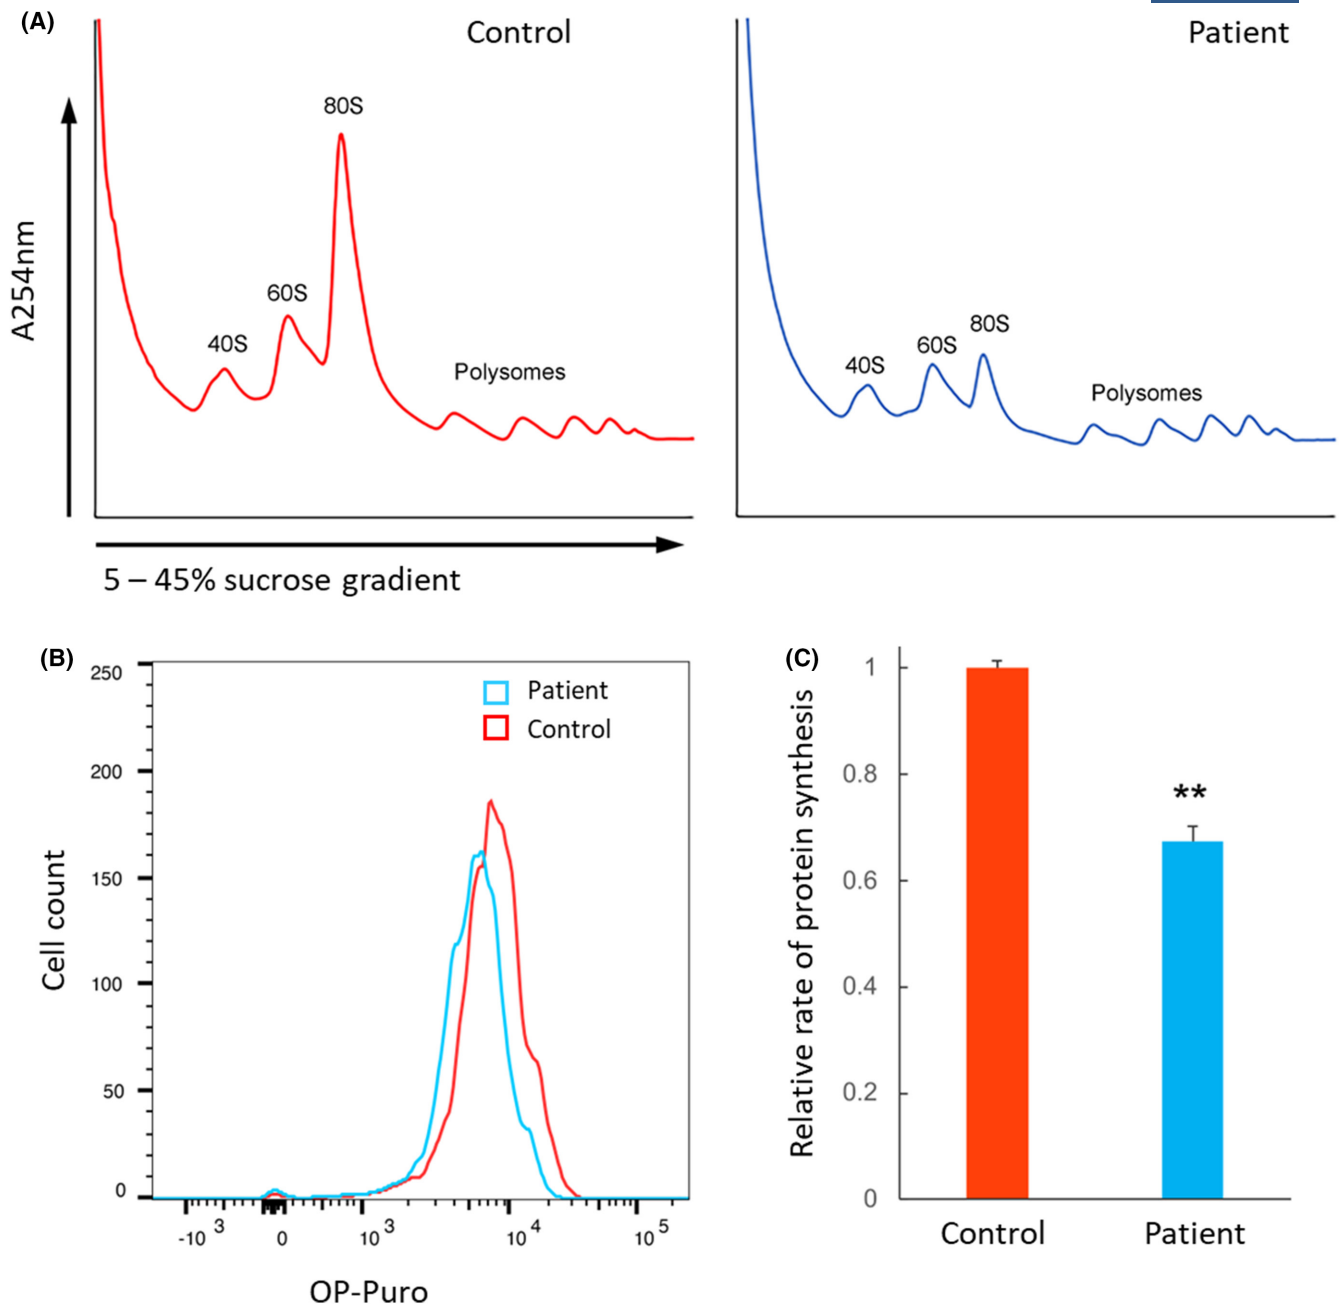 (A)
Control
Patient
A254nm
40S
60S
80S
Polysomes
40S
60S
80S
Polysomes
5 – 45% sucrose gradient
(B)
Cell count
250
200
150
100
50
0
Patient
Control
-10 3
0
10 3
10 4
10 5
OP-Puro
(C)
Relative rate of protein synthesis
1
0.8
0.6
0.4
0.2
0
**
Control
Patient